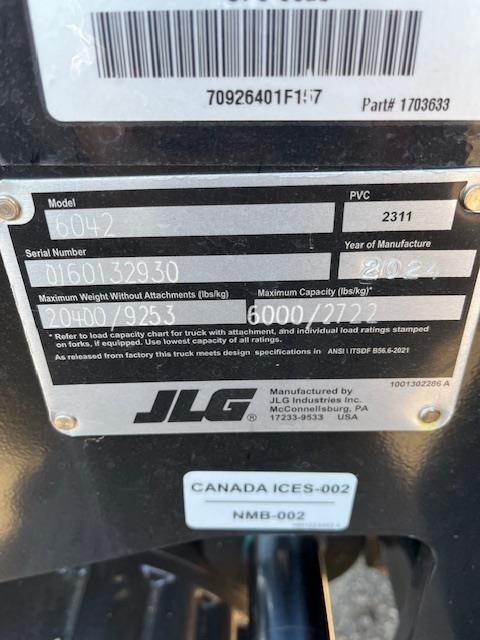 70926401F157
Part# 1703633
Model
6042
PVC
2311
Serial Number
0160132930
Year of Manufacture
2024
Maximum Weight Without Attachments (lbs/kg)
20400/9253
Maximum Capacity (lbs/kg)*
6000/2722
* Refer to load capacity chart for truck with attachment, and individual load ratings stamped
on forks, if equipped. Use lowest capacity of all ratings.
As released from factory this truck meets design specifications in ANSI \ ITSDF B56.6-2021
JLG®
Manufactured by
JLG Industries Inc.
McConnellsburg, PA
17233-9533 USA
1001302286 A
CANADA ICES-002
NMB-002